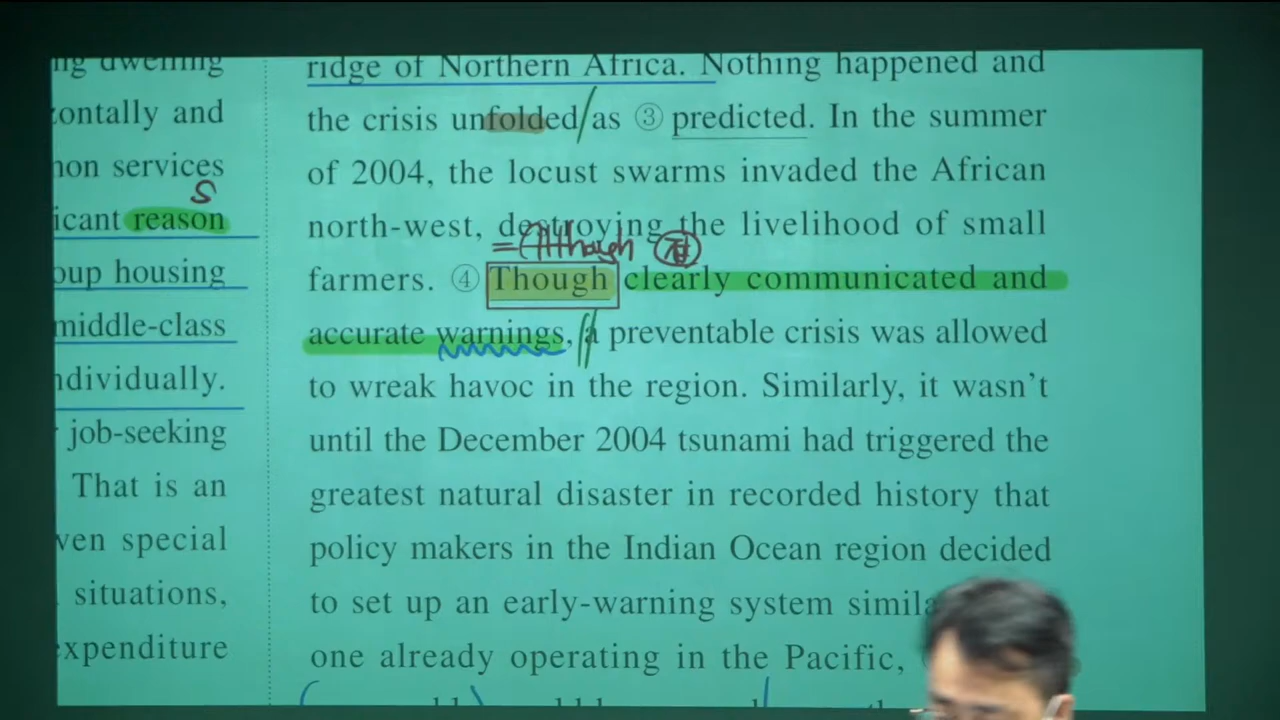 ng dwelling
zontally and
mon services
S
icant reason
oup housing
middle-class
ndividually.
job-seeking
That is an
ven special
situations,
xpenditure
ridge of Northern Africa. Nothing happened and
the crisis unfolded/as ③ predicted. In the summer
of 2004, the locust swarms invaded the African
north-west, destroying the livelihood of small
= Although 접
farmers. ④ Though clearly communicated and
accurate warnings, a preventable crisis was allowed
to wreak havoc in the region. Similarly, it wasn't
until the December 2004 tsunami had triggered the
greatest natural disaster in recorded history that
policy makers in the Indian Ocean region decided
to set up an early-warning system
one already operating in the Pacific,